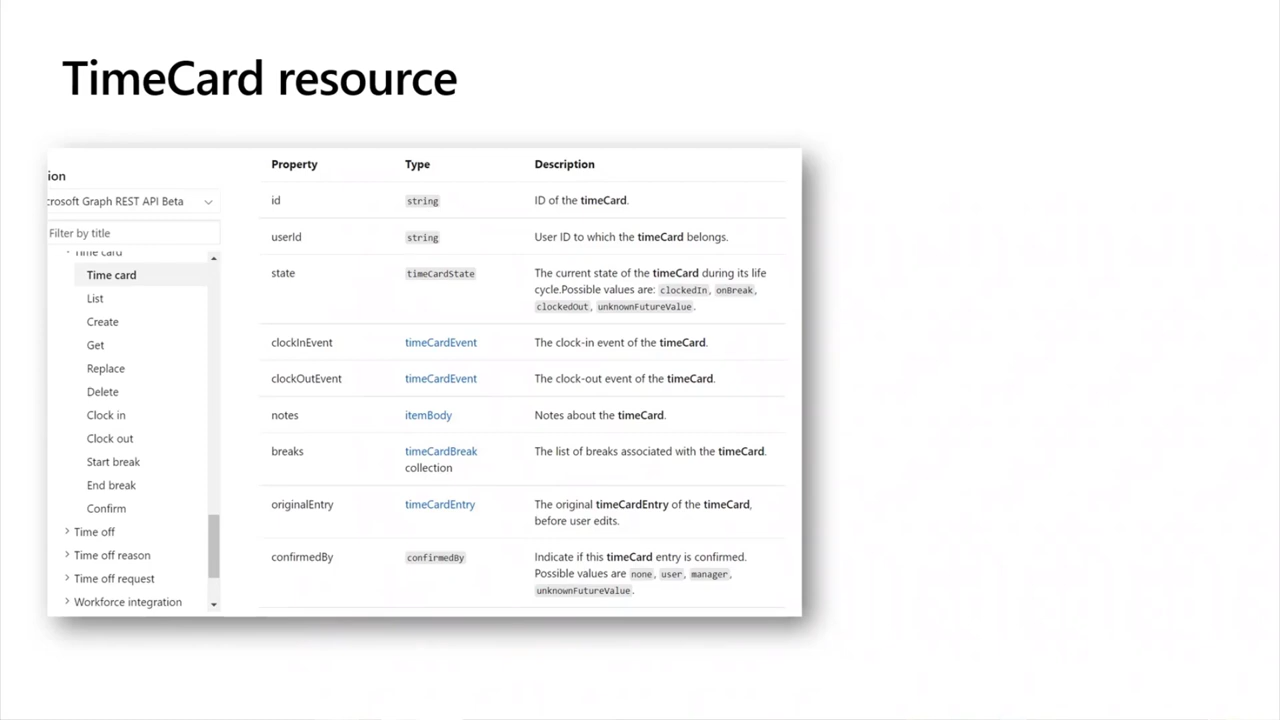 TimeCard resource
ion
crosoft Graph REST API Beta
Filter by title
Time card
Time card
List
Create
Get
Replace
Delete
Clock in
Clock out
Start break
End break
Confirm
Time off
Time off reason
Time off request
Workforce integration
Property Type Description
id string ID of the timeCard.
userId string User ID to which the timeCard belongs.
state timeCardState The current state of the timeCard during its life
cycle.Possible values are: clockedIn, onBreak,
clockedOut, unknownFutureValue.
clockInEvent timeCardEvent The clock-in event of the timeCard.
clockOutEvent timeCardEvent The clock-out event of the timeCard.
notes itemBody Notes about the timeCard.
breaks timeCardBreak The list of breaks associated with the timeCard.
collection
originalEntry timeCardEntry The original timeCardEntry of the timeCard,
before user edits.
confirmedBy confirmedBy Indicate if this timeCard entry is confirmed.
Possible values are none, user, manager,
unknownFutureValue.